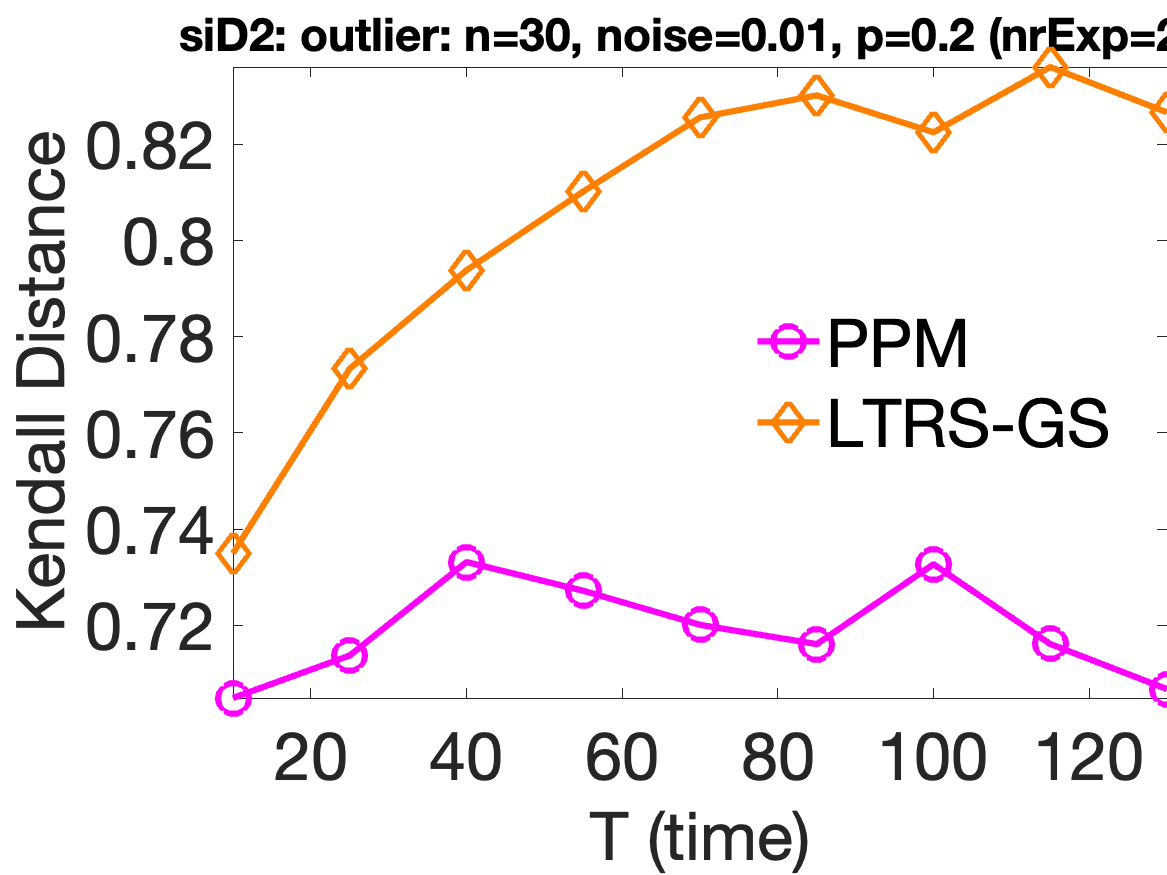 siD2: outlier: n=30, noise=0.01, p=0.2 (nrExp=2
Kendall Distance
0.82
0.8
0.78
0.76
0.74
0.72
PPM
LTRS-GS
20 40 60 80 100 120
T (time)